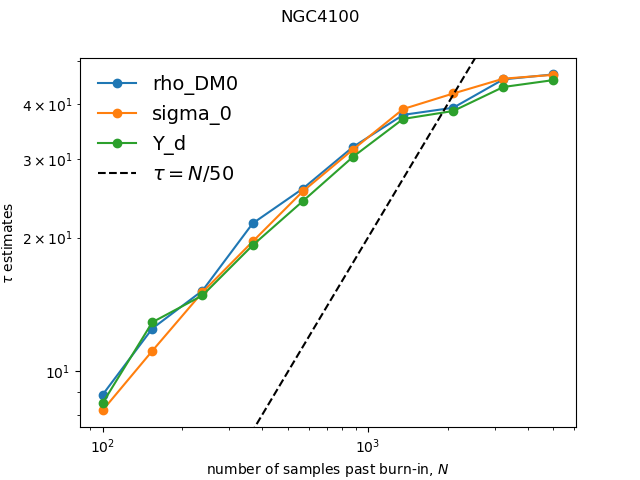 NGC4100
rho_DM0
sigma_0
Y_d
τ = N/50
4 × 10¹
3 × 10¹
2 × 10¹
10¹
τ estimates
10² 10³
number of samples past burn-in, N